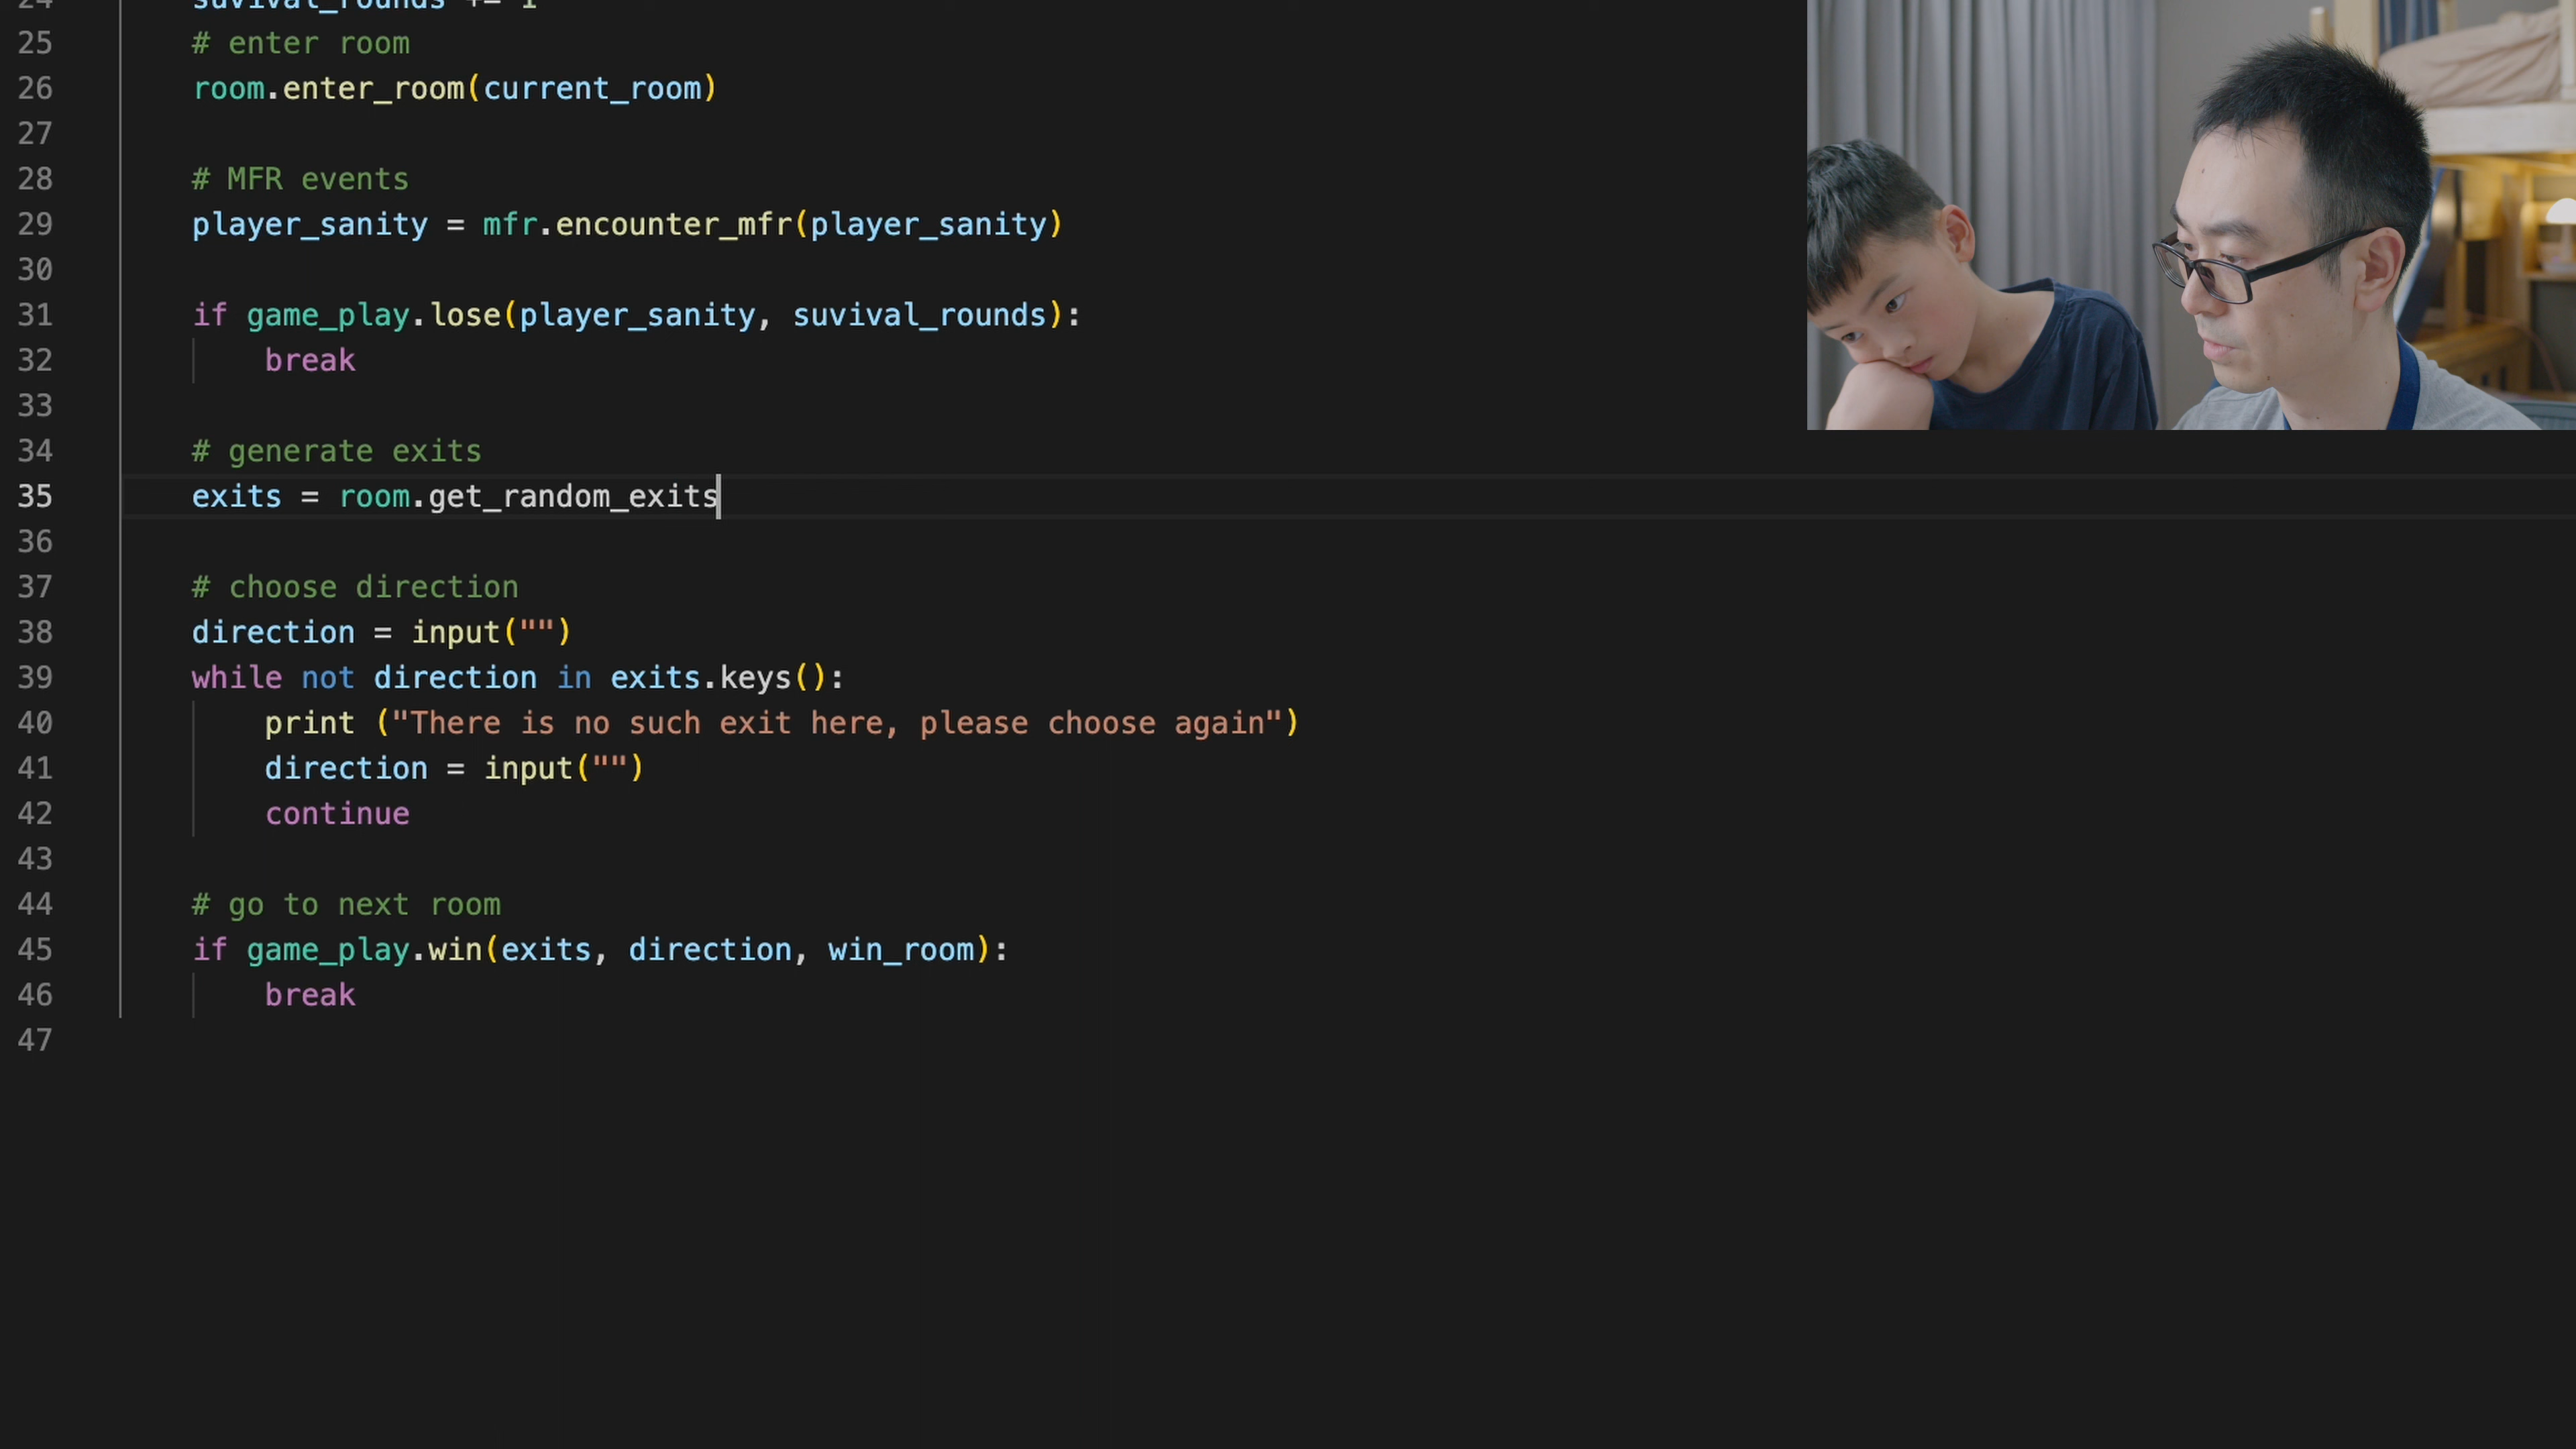 24 suvival_rounds += 1
25 # enter room
26 room.enter_room(current_room)
27
28 # MFR events
29 player_sanity = mfr.encounter_mfr(player_sanity)
30
31 if game_play.lose(player_sanity, suvival_rounds):
32 break
33
34 # generate exits
35 exits = room.get_random_exits
36
37 # choose direction
38 direction = input("")
39 while not direction in exits.keys():
40 print ("There is no such exit here, please choose again")
41 direction = input("")
42 continue
43
44 # go to next room
45 if game_play.win(exits, direction, win_room):
46 break
47